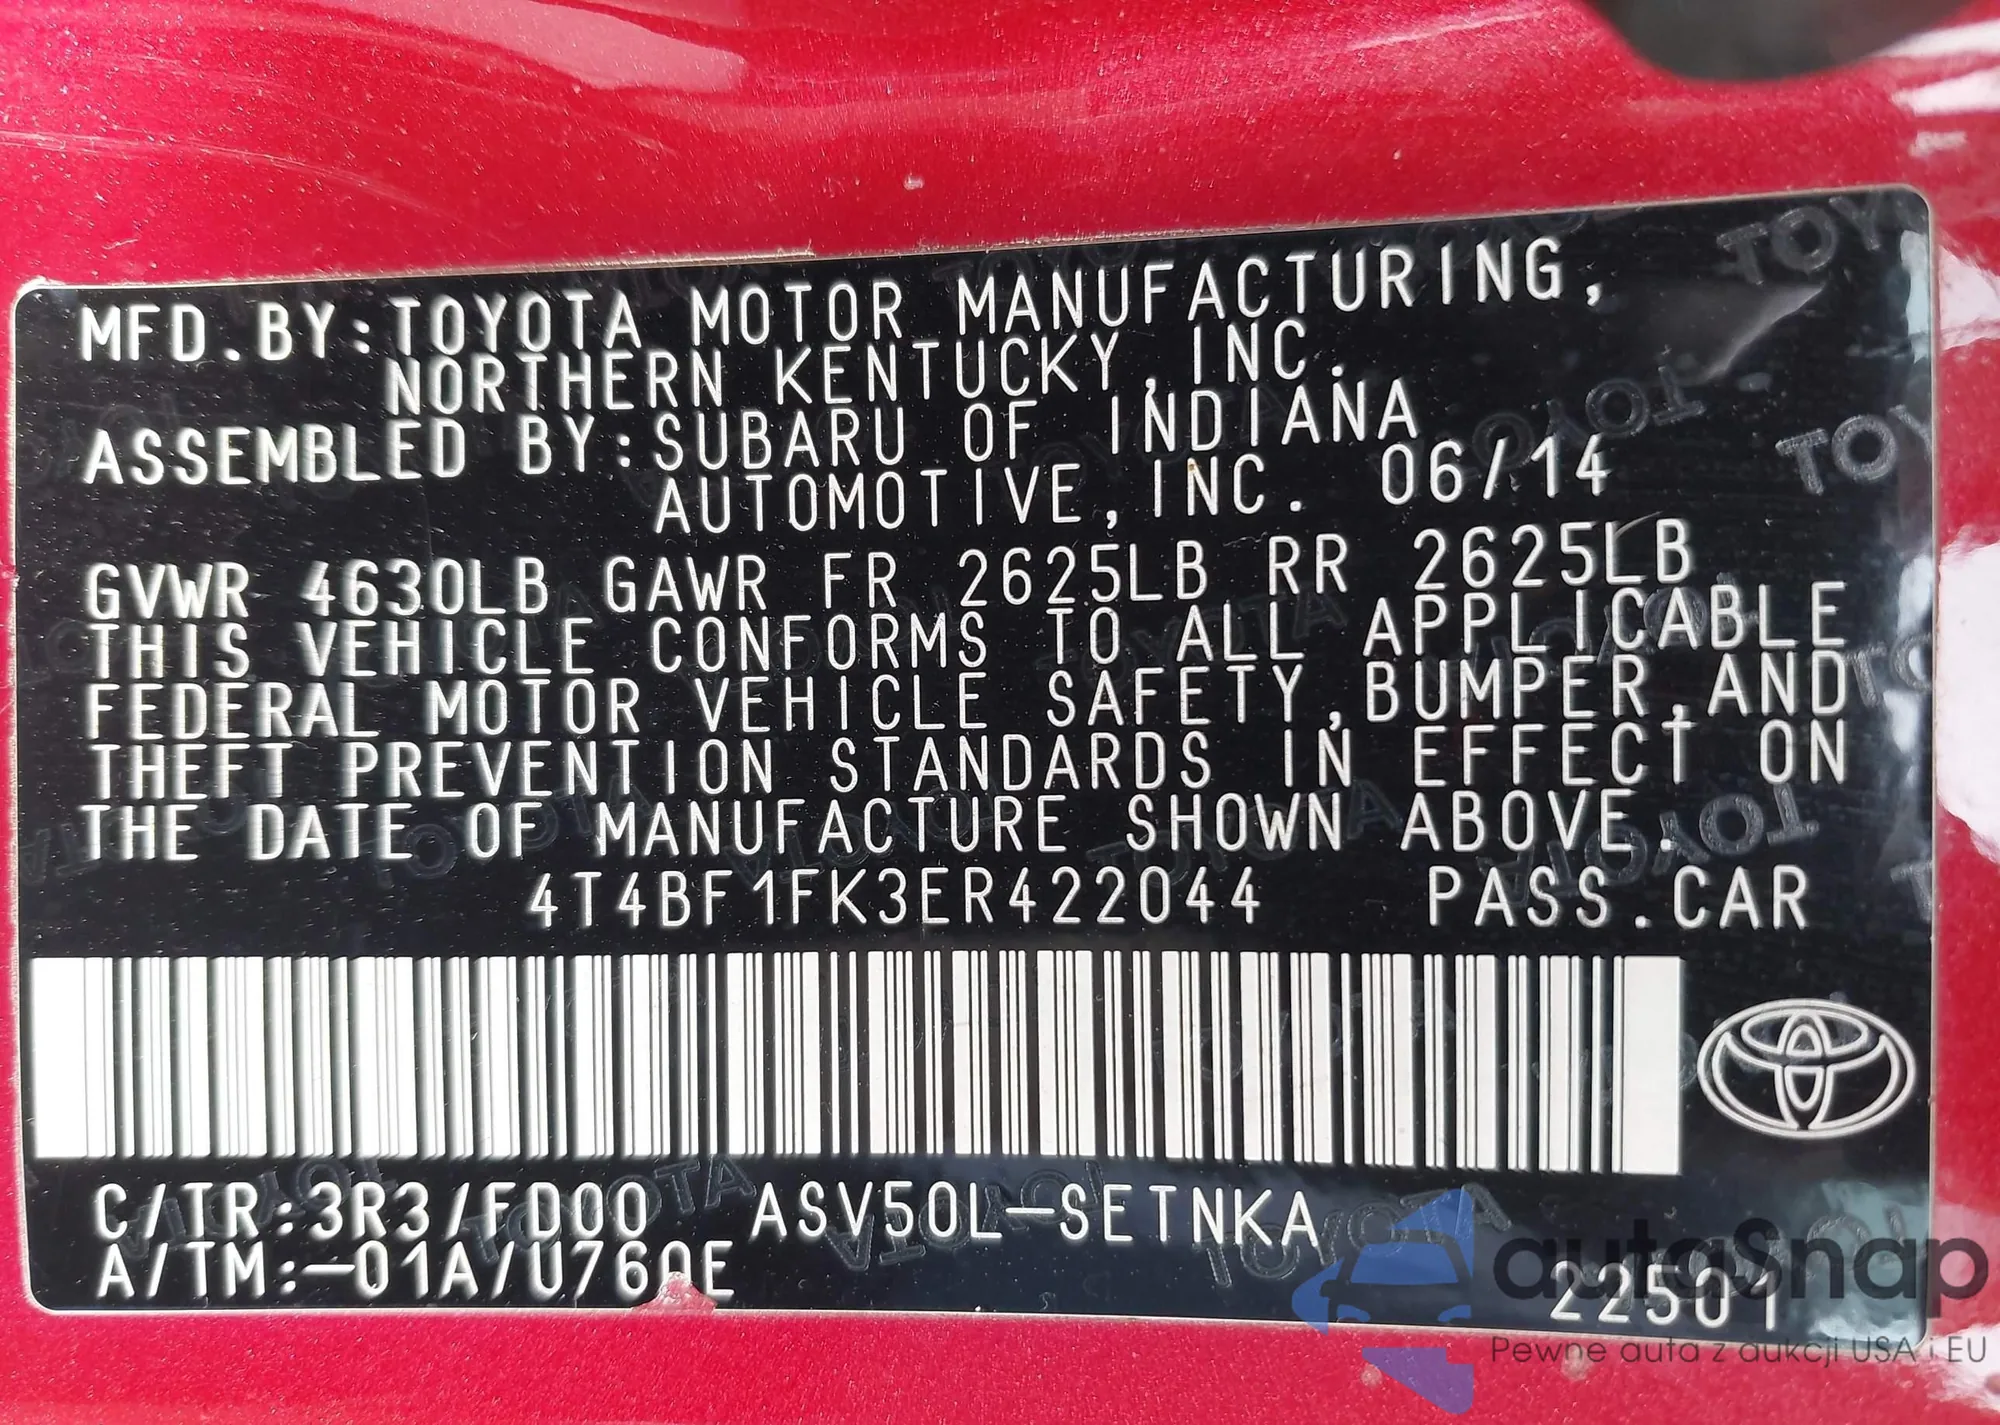 MFD.BY:TOYOTA MOTOR MANUFACTURING,
NORTHERN KENTUCKY,INC.
ASSEMBLED BY:SUBARU OF INDIANA
AUTOMOTIVE,INC. 06/14
GVWR 4630LB GAWR FR 2625LB RR 2625LB
THIS VEHICLE CONFORMS TO ALL APPLICABLE
FEDERAL MOTOR VEHICLE SAFETY,BUMPER,AND
THEFT PREVENTION STANDARDS IN EFFECT ON
THE DATE OF MANUFACTURE SHOWN ABOVE.
4T4BF1FK3ER422044 PASS.CAR
C/TR:3R3/FD00 ASV50L-SETNKA
A/TM:-01A/U760E
22501
autoSnap
Pewne auta z aukcji USA i EU